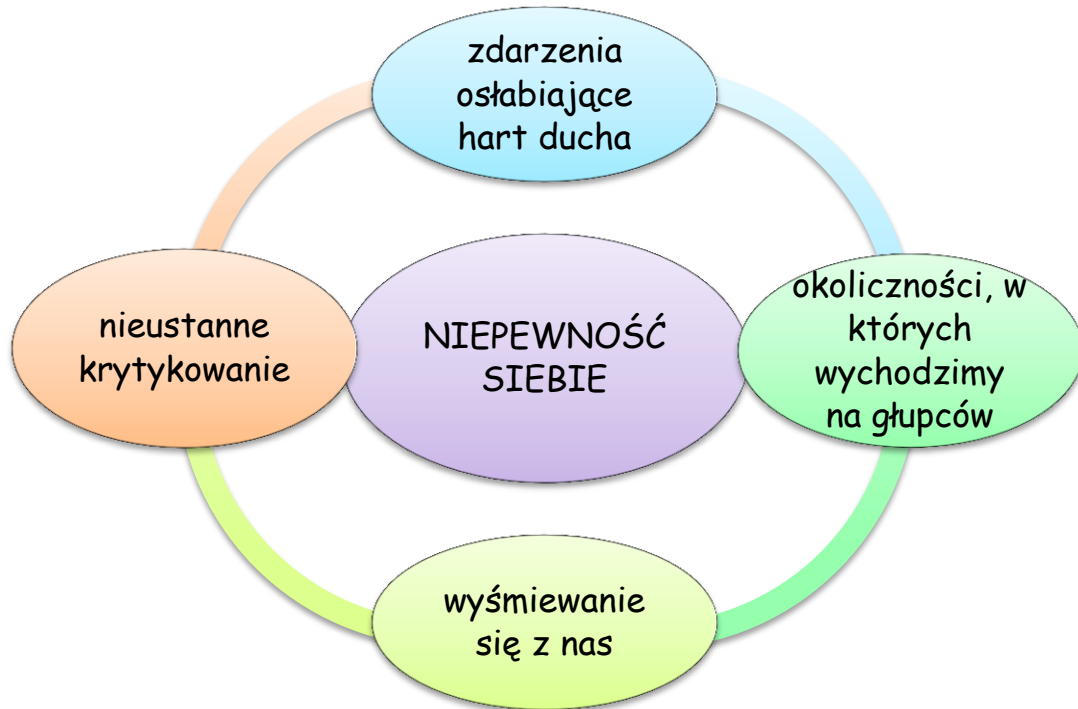 zdarzenia
osłabiające
hart ducha
nieustanne
krytykowanie
NIEPEWNOŚĆ
SIEBIE
okoliczności, w
których
wychodzimy
na głupców
wyśmiewanie
się z nas